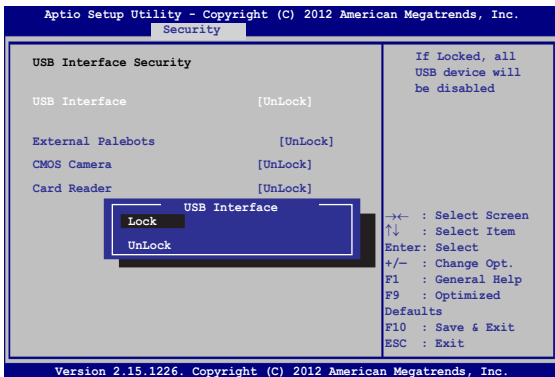 Aptio Setup Utility - Copyright (C) 2012 American Megatrends, Inc.
Security
USB Interface Security
USB Interface [UnLock]
External Palebots [UnLock]
CMOS Camera [UnLock]
Card Reader [UnLock]
USB Interface
Lock
UnLock
If Locked, all
USB device will
be disabled
→← : Select Screen
↑↓ : Select Item
Enter: Select
+/— : Change Opt.
F1 : General Help
F9 : Optimized
Defaults
F10 : Save & Exit
ESC : Exit
Version 2.15.1226. Copyright (C) 2012 American Megatrends, Inc.